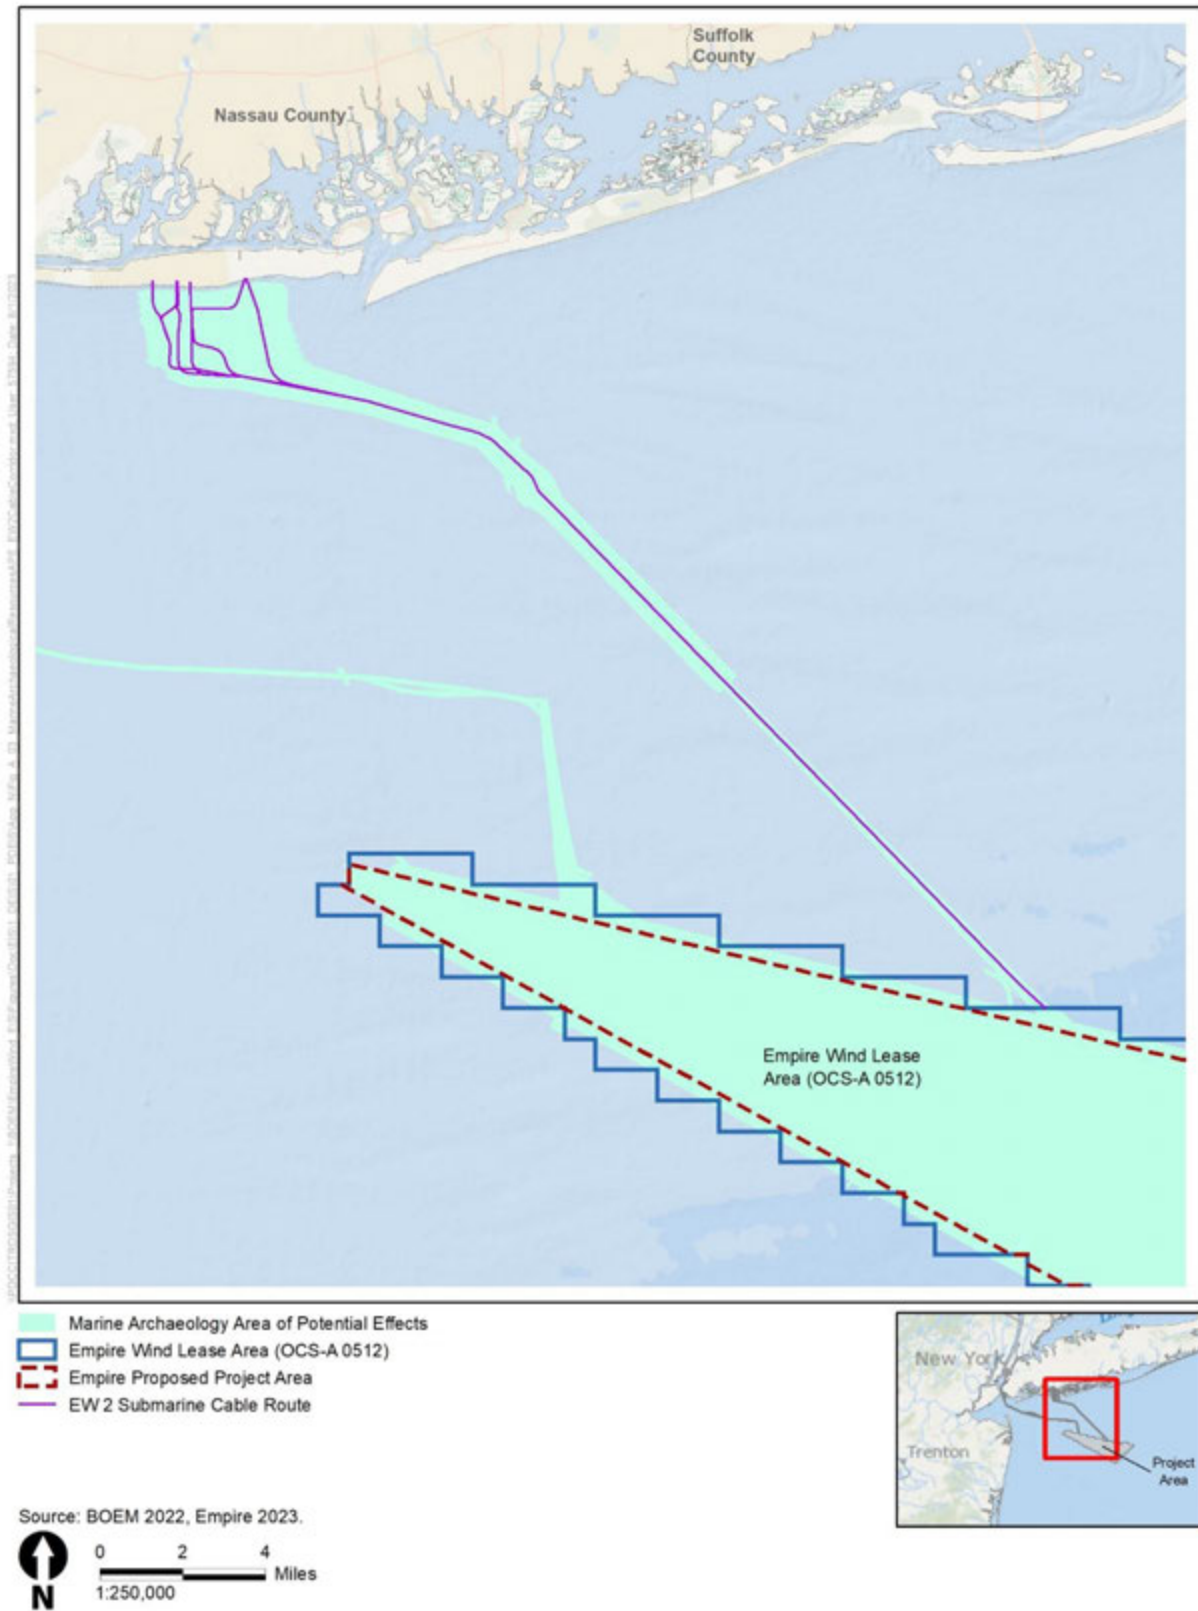 Suffolk
County
Nassau County
Empire Wind Lease
Area (OCS-A 0512)
Marine Archaeology Area of Potential Effects
Empire Wind Lease Area (OCS-A 0512)
Empire Proposed Project Area
EW 2 Submarine Cable Route
New York
Trenton
Project
Area
Source: BOEM 2022, Empire 2023.
0 2 4
Miles
1:250,000
N